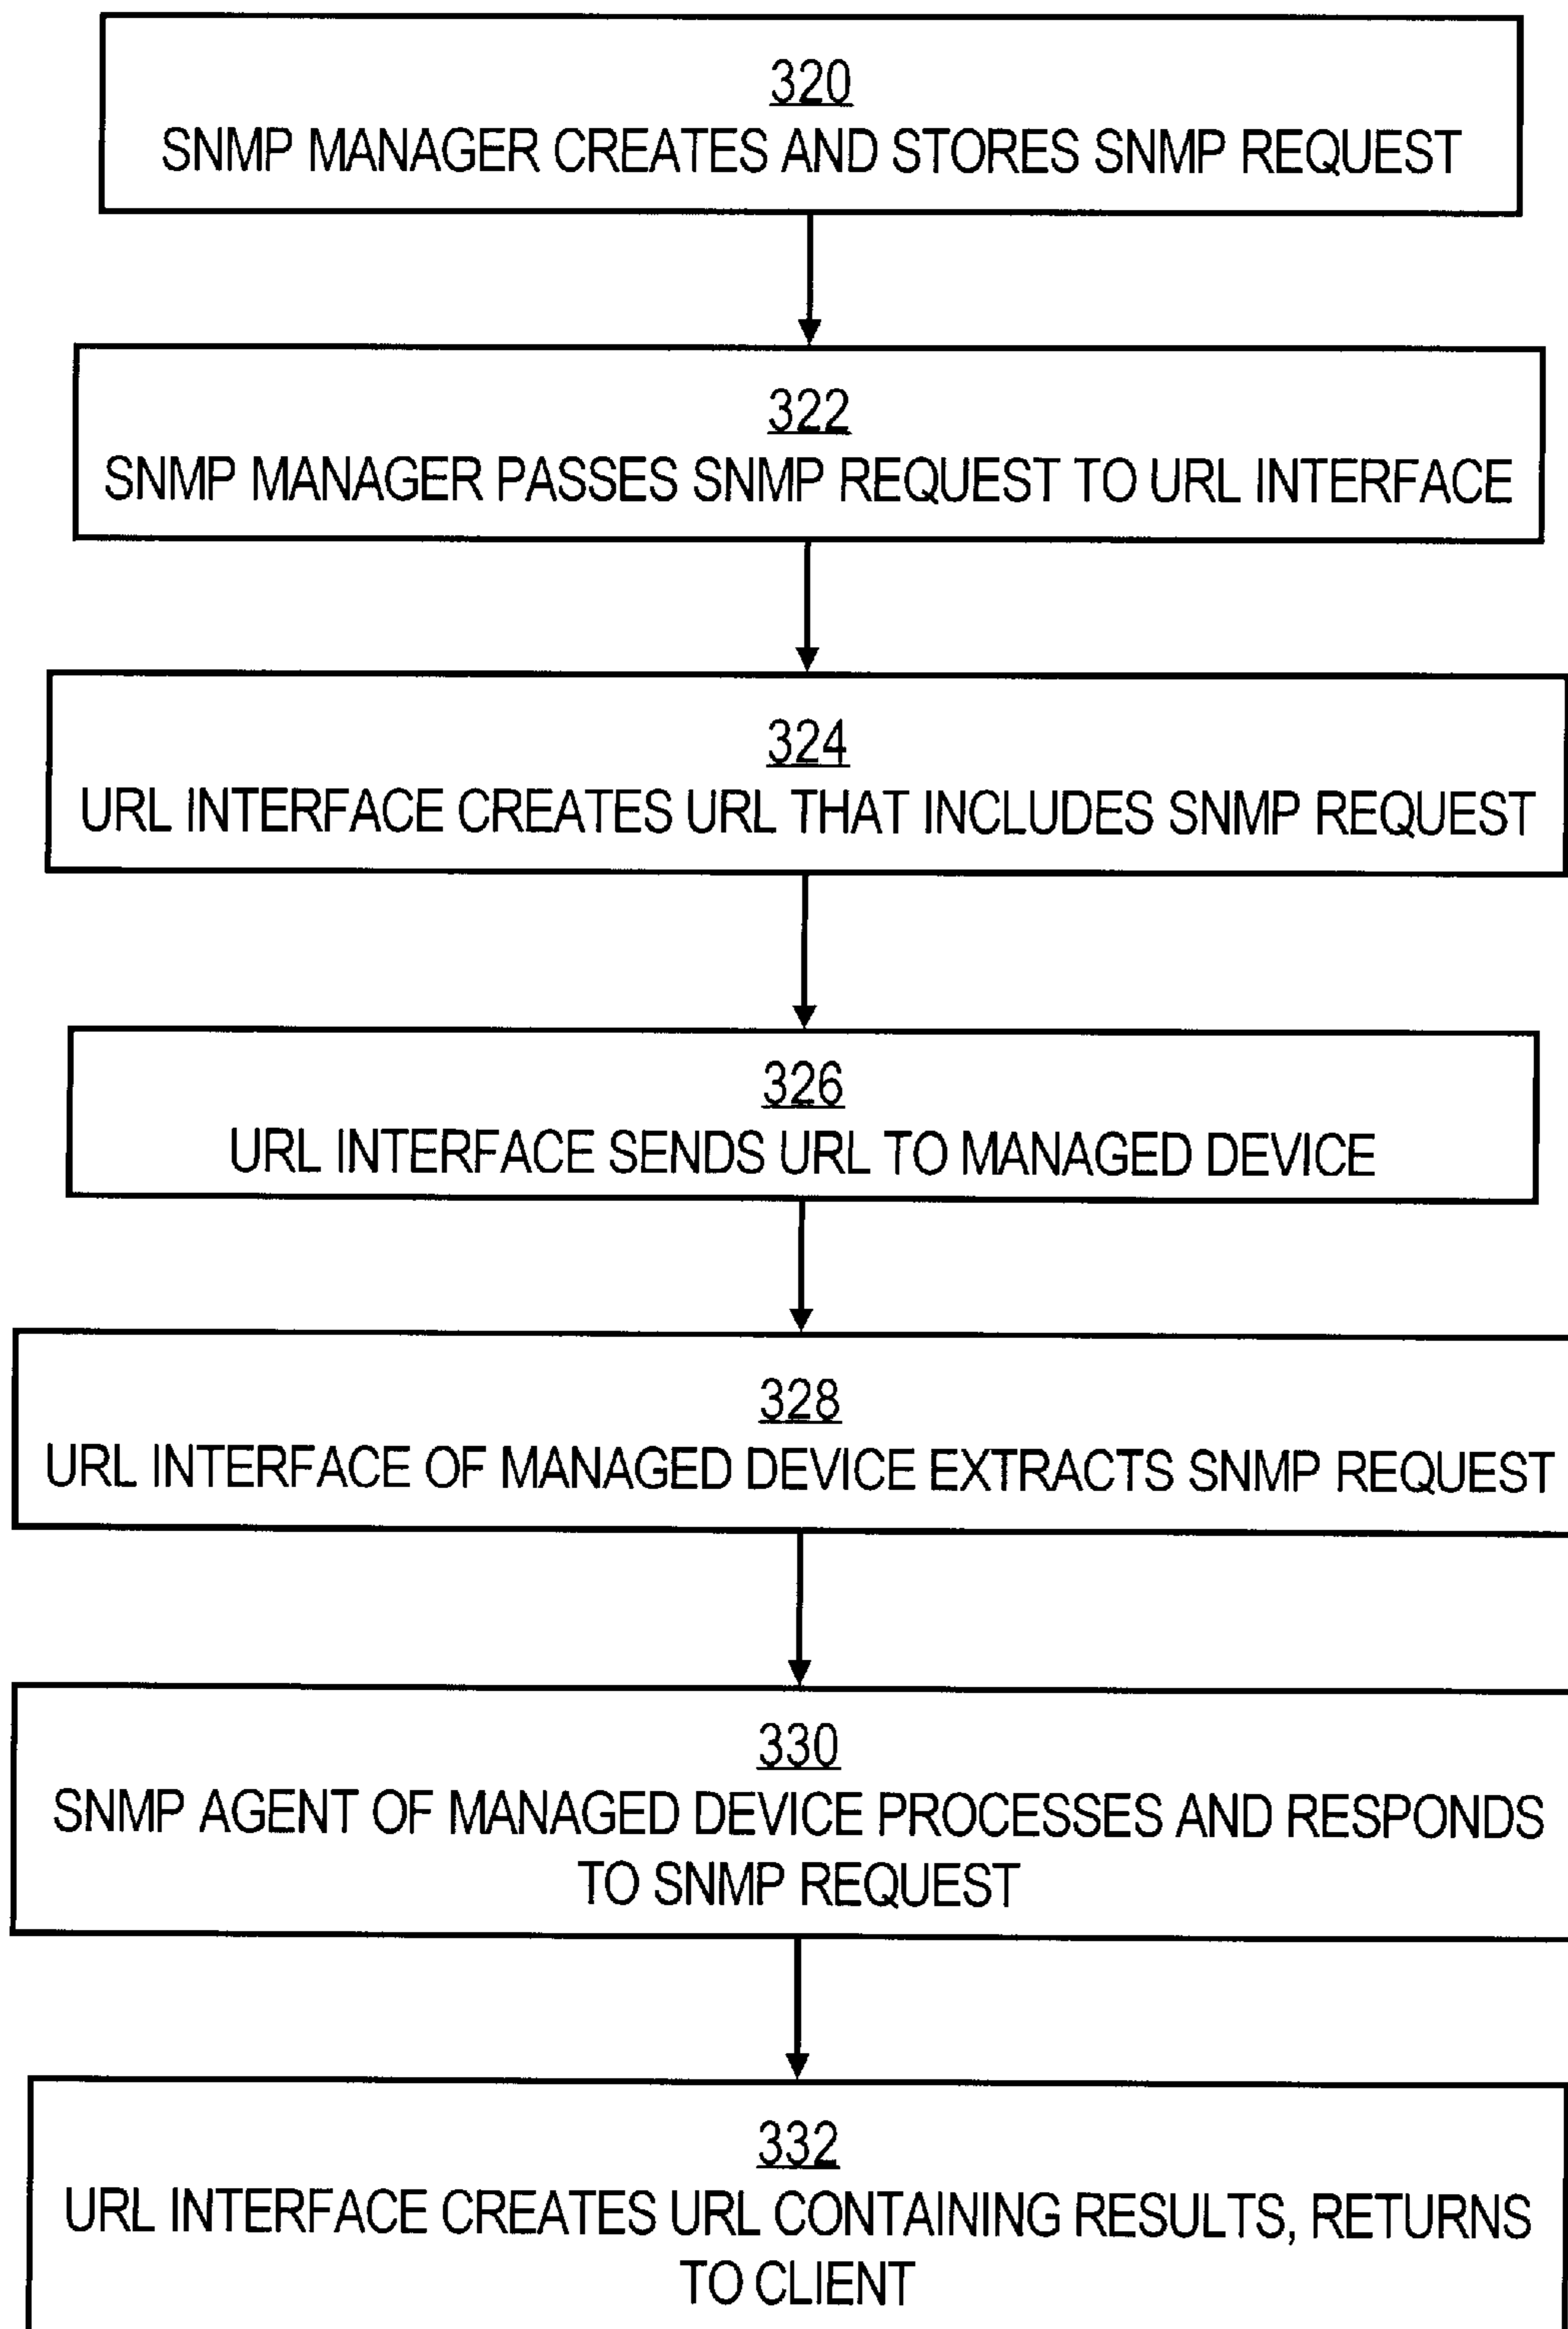 320
SNMP MANAGER CREATES AND STORES SNMP REQUEST
322
SNMP MANAGER PASSES SNMP REQUEST TO URL INTERFACE
324
URL INTERFACE CREATES URL THAT INCLUDES SNMP REQUEST
326
URL INTERFACE SENDS URL TO MANAGED DEVICE
328
URL INTERFACE OF MANAGED DEVICE EXTRACTS SNMP REQUEST
330
SNMP AGENT OF MANAGED DEVICE PROCESSES AND RESPONDS
TO SNMP REQUEST
332
URL INTERFACE CREATES URL CONTAINING RESULTS, RETURNS
TO CLIENT